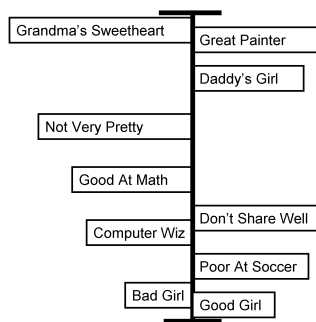 Grandma's Sweetheart
Great Painter
Daddy's Girl
Not Very Pretty
Good At Math
Don't Share Well
Computer Wiz
Poor At Soccer
Bad Girl
Good Girl